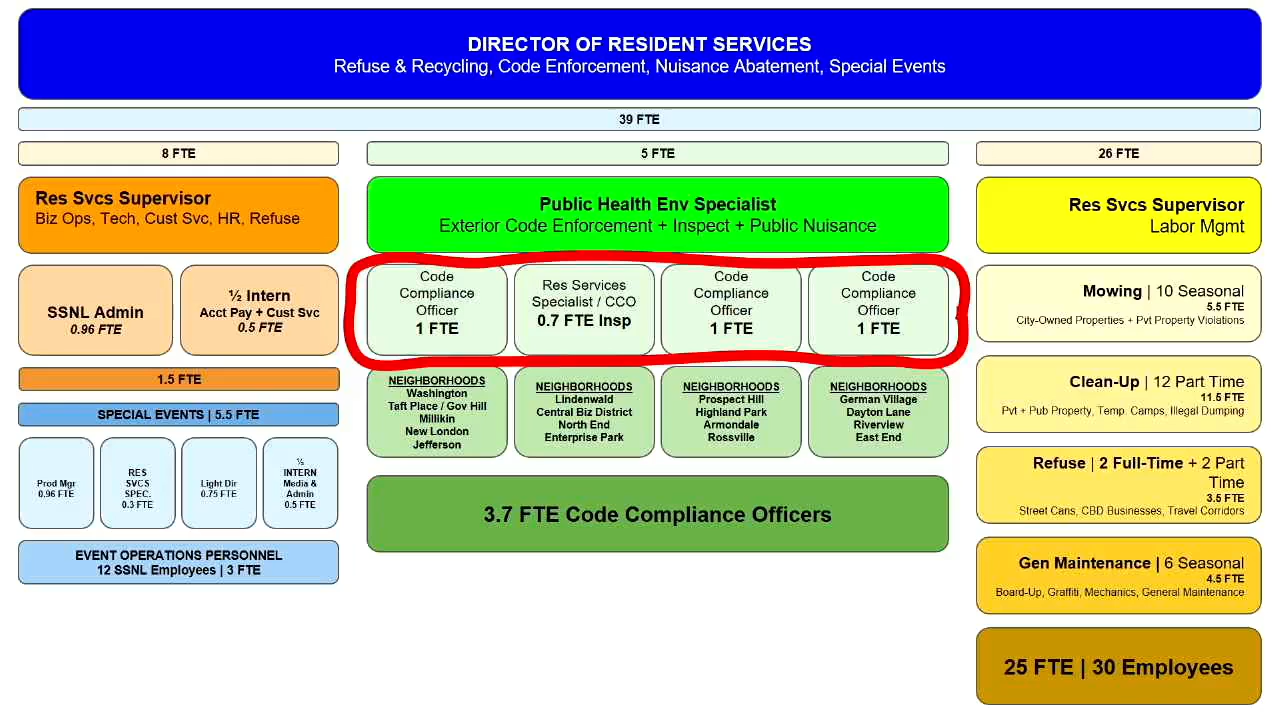 DIRECTOR OF RESIDENT SERVICES
Refuse & Recycling, Code Enforcement, Nuisance Abatement, Special Events
39 FTE
8 FTE
Res Svcs Supervisor
Biz Ops, Tech, Cust Svc, HR, Refuse
SSNL Admin
0.96 FTE
½ Intern
Acct Pay + Cust Svc
0.5 FTE
1.5 FTE
SPECIAL EVENTS | 5.5 FTE
Prod Mgr
0.96 FTE
RES
SVCS
SPEC.
0.3 FTE
Light Dir
0.75 FTE
½
INTERN
Media &
Admin
0.5 FTE
EVENT OPERATIONS PERSONNEL
12 SSNL Employees | 3 FTE
5 FTE
Public Health Env Specialist
Exterior Code Enforcement + Inspect + Public Nuisance
Code
Compliance
Officer
1 FTE
Res Services
Specialist / CCO
0.7 FTE Insp
Code
Compliance
Officer
1 FTE
Code
Compliance
Officer
1 FTE
NEIGHBORHOODS
Washington
Taft Place / Gov Hill
Millikin
New London
Jefferson
NEIGHBORHOODS
Lindenwald
Central Biz District
North End
Enterprise Park
NEIGHBORHOODS
Prospect Hill
Highland Park
Armondale
Rossville
NEIGHBORHOODS
German Village
Dayton Lane
Riverview
East End
3.7 FTE Code Compliance Officers
26 FTE
Res Svcs Supervisor
Labor Mgmt
Mowing | 10 Seasonal
5.5 FTE
City-Owned Properties + Pvt Property Violations
Clean-Up | 12 Part Time
11.5 FTE
Pvt + Pub Property, Temp. Camps, Illegal Dumping
Refuse | 2 Full-Time + 2 Part
Time
3.5 FTE
Street Cans, CBD Businesses, Travel Corridors
Gen Maintenance | 6 Seasonal
4.5 FTE
Board-Up, Graffiti, Mechanics, General Maintenance
25 FTE | 30 Employees